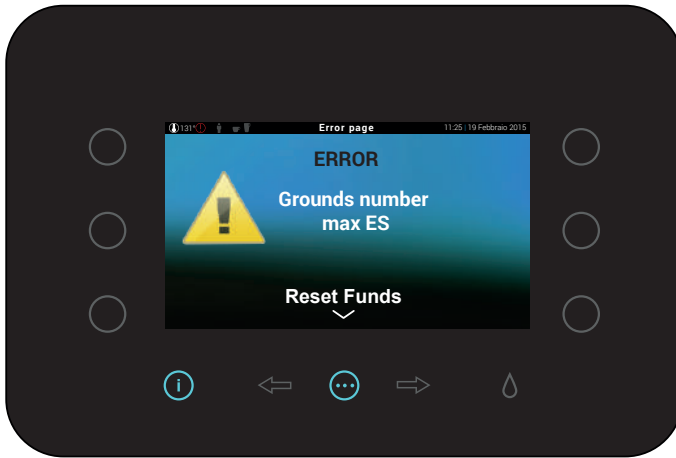 131° Error page 11:25 | 19 Febbraio 2015
ERROR
Grounds number
max ES
Reset Funds
i